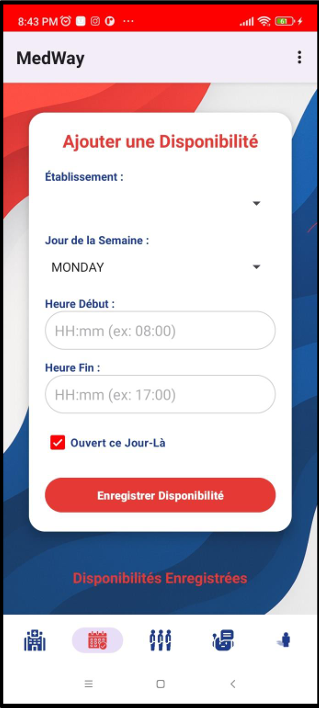 8:43 PM
61
MedWay
Ajouter une Disponibilité
Établissement :
Jour de la Semaine :
MONDAY
Heure Début :
HH:mm (ex: 08:00)
Heure Fin :
HH:mm (ex: 17:00)
Ouvert ce Jour-Là
Enregistrer Disponibilité
Disponibilités Enregistrées